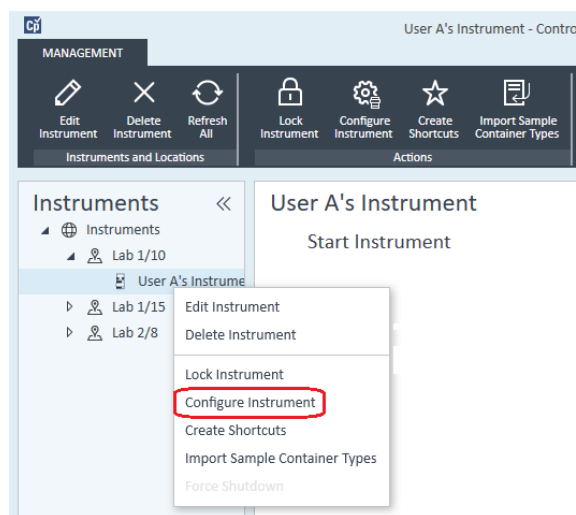 Cp
User A's Instrument - Contro
MANAGEMENT
Edit Instrument
Delete Instrument
Refresh All
Lock Instrument
Configure Instrument
Create Shortcuts
Import Sample Container Types
Instruments and Locations
Actions
Instruments
Instruments
Lab 1/10
User A's Instrume
Lab 1/15
Lab 2/8
User A's Instrument
Start Instrument
Edit Instrument
Delete Instrument
Lock Instrument
Configure Instrument
Create Shortcuts
Import Sample Container Types
Force Shutdown